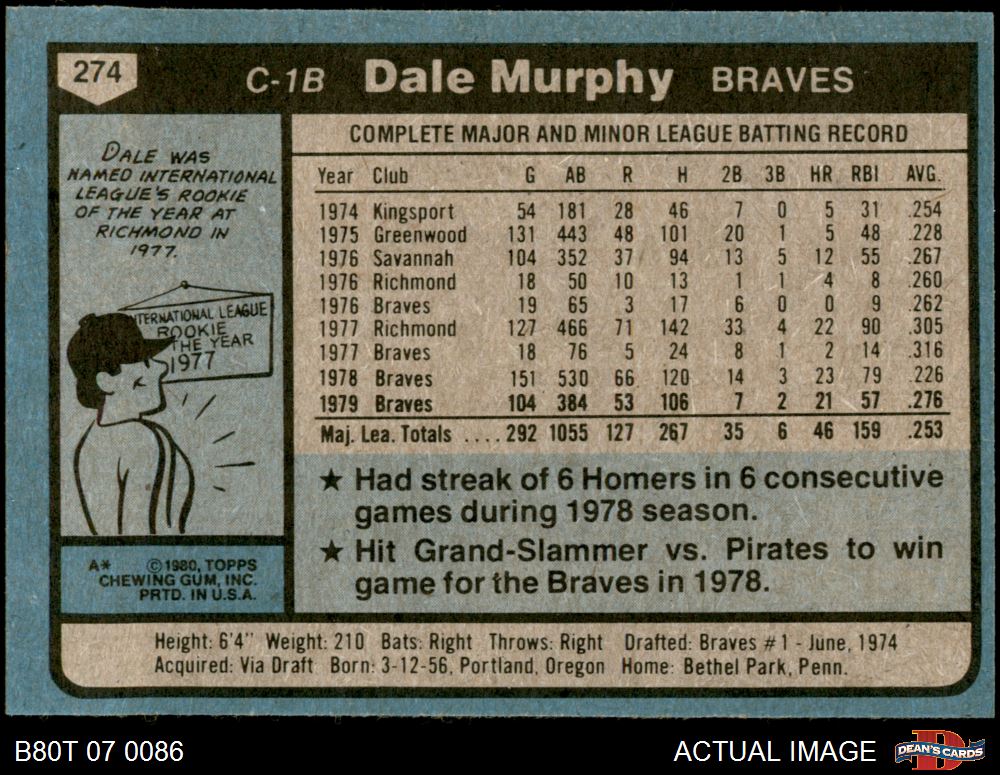 274
C-1B Dale Murphy BRAVES
DALE WAS
NAMED INTERNATIONAL
LEAGUE'S ROOKIE
OF THE YEAR AT
RICHMOND IN
1977.
TERNATIONAL LEAGUE
ROOKIE
THE YEAR
1977
A* ©1980, TOPPS
CHEWING GUM, INC.
PRTD. IN U.S.A.
COMPLETE MAJOR AND MINOR LEAGUE BATTING RECORD
Year Club G AB R H 2B 3B HR RBI AVG.
1974 Kingsport 54 181 28 46 7 0 5 31 .254
1975 Greenwood 131 443 48 101 20 1 5 48 .228
1976 Savannah 104 352 37 94 13 5 12 55 .267
1976 Richmond 18 50 10 13 1 1 4 8 .260
1976 Braves 19 65 3 17 6 0 0 9 .262
1977 Richmond 127 466 71 142 33 4 22 90 .305
1977 Braves 18 76 5 24 8 1 2 14 .316
1978 Braves 151 530 66 120 14 3 23 79 .226
1979 Braves 104 384 53 106 7 2 21 57 .276
Maj. Lea. Totals .... 292 1055 127 267 35 6 46 159 .253
★ Had streak of 6 Homers in 6 consecutive
games during 1978 season.
★ Hit Grand-Slammer vs. Pirates to win
game for the Braves in 1978.
Height: 6'4" Weight: 210 Bats: Right Throws: Right Drafted: Braves #1 - June, 1974
Acquired: Via Draft Born: 3-12-56, Portland, Oregon Home: Bethel Park, Penn.
B80T 07 0086
ACTUAL IMAGE
DEAN'S CARDS